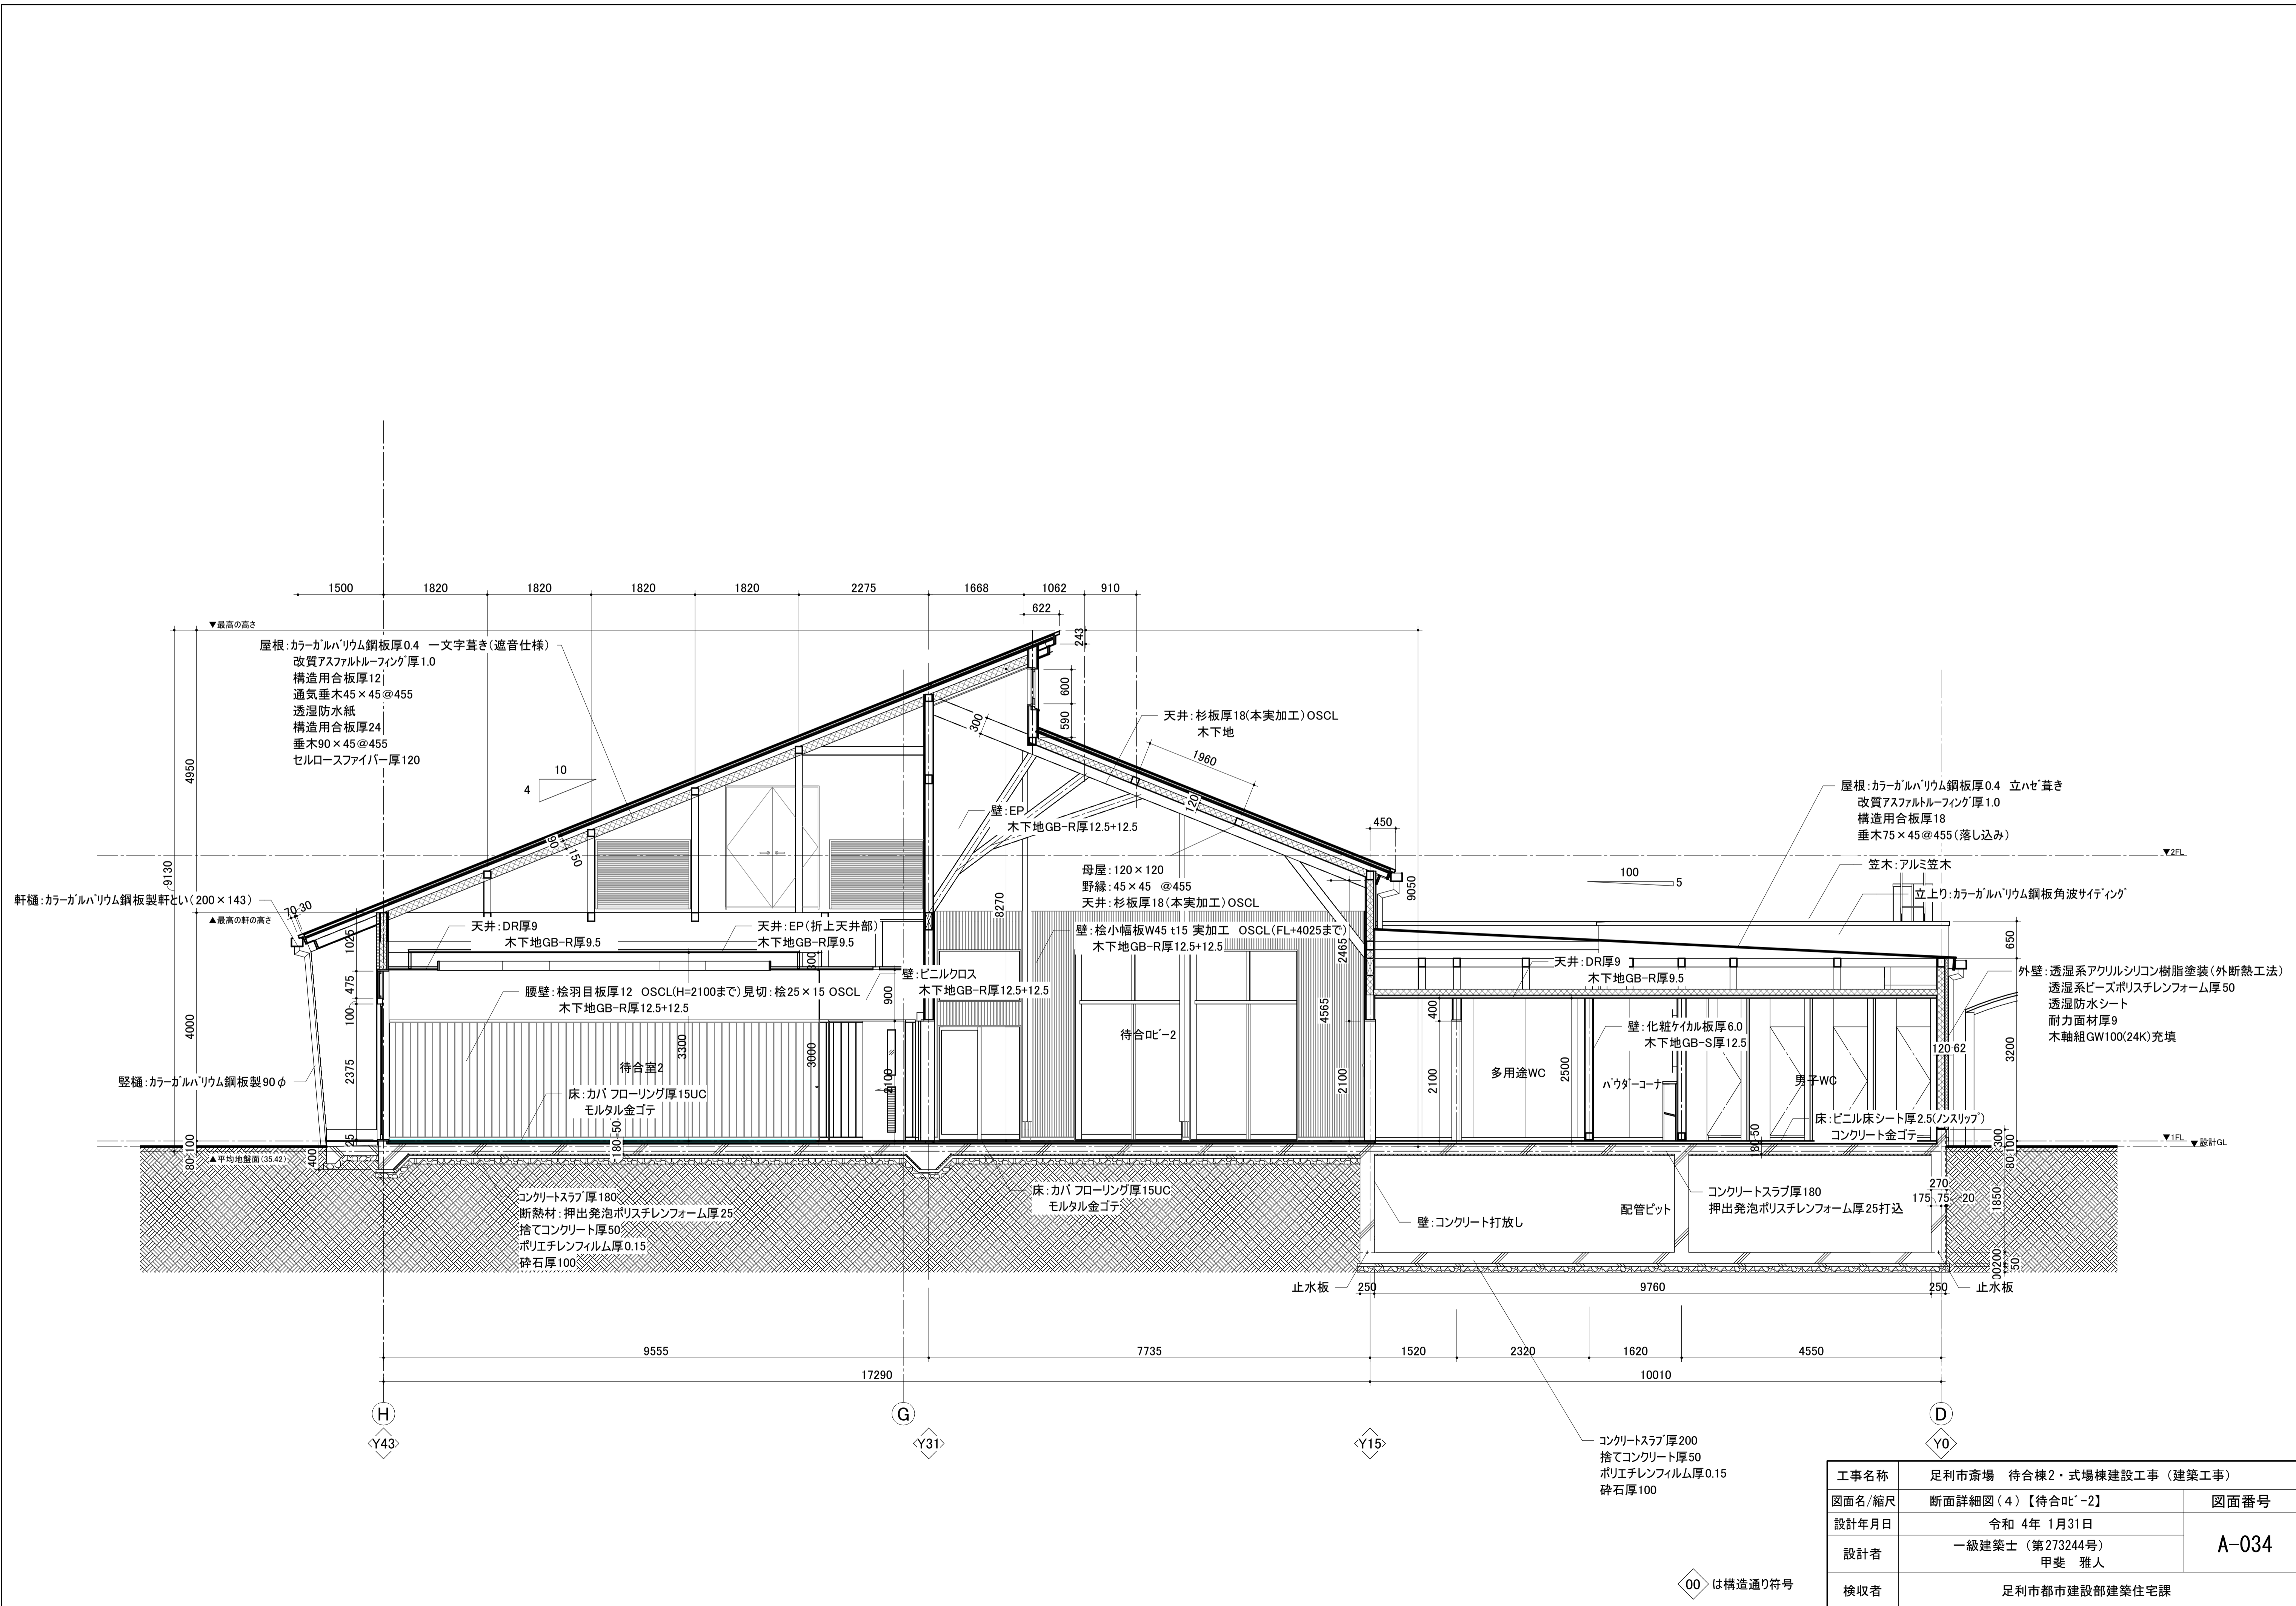 1500
1820
1820
1820
1820
2275
1668
1062
910
622
243
▼最高の高さ
屋根:カラーガルバリウム鋼板厚0.4 一文字葺き(遮音仕様)
改質アスファルトルーフィング厚1.0
構造用合板厚12
通気垂木45×45@455
透湿防水紙
構造用合板厚24
垂木90×45@455
セルロースファイバー厚120
10
4
4950
9130
4000
80
100
600
590
300
天井:杉板厚18(本実加工)OSCL
木下地
1960
120
90
150
壁:EP
木下地GB-R厚12.5+12.5
母屋:120×120
野縁:45×45 @455
天井:杉板厚18(本実加工)OSCL
450
9050
8270
屋根:カラーガルバリウム鋼板厚0.4 立ハゼ葺き
改質アスファルトルーフィング厚1.0
構造用合板厚18
垂木75×45@455(落し込み)
▼2FL
笠木:アルミ笠木
100
5
立上り:カラーガルバリウム鋼板角波サイディング
軒樋:カラーガルバリウム鋼板製軒とい(200×143)
70
30
▲最高の軒の高さ
天井:DR厚9
木下地GB-R厚9.5
天井:EP(折上天井部)
木下地GB-R厚9.5
壁:桧小幅板W45 t15 実加工 OSCL(FL+4025まで)
木下地GB-R厚12.5+12.5
1025
475
100
2375
25
400
300
900
3300
3000
2100
壁:ビニルクロス
木下地GB-R厚12.5+12.5
腰壁:桧羽目板厚12 OSCL(H=2100まで)見切:桧25×15 OSCL
木下地GB-R厚12.5+12.5
待合室2
待合ロビー2
2465
4565
2100
天井:DR厚9
木下地GB-R厚9.5
400
2100
2500
壁:化粧ケイカル板厚6.0
木下地GB-S厚12.5
多用途WC
パウダーコーナー
男子WC
120
62
650
3200
外壁:透湿系アクリルシリコン樹脂塗装(外断熱工法)
透湿系ビーズポリスチレンフォーム厚50
透湿防水シート
耐力面材厚9
木軸組GW100(24K)充填
竪樋:カラーガルバリウム鋼板製90φ
床:カバ フローリング厚15UC
モルタル金ゴテ
床:ビニル床シート厚2.5(ノンスリップ)
コンクリート金ゴテ
180
50
180
50
300
80
100
▼1FL
▼設計GL
▲平均地盤面(35.42)
コンクリートスラブ厚180
断熱材:押出発泡ポリスチレンフォーム厚25
捨てコンクリート厚50
ポリエチレンフィルム厚0.15
砕石厚100
床:カバ フローリング厚15UC
モルタル金ゴテ
壁:コンクリート打放し
配管ピット
コンクリートスラブ厚180
押出発泡ポリスチレンフォーム厚25打込
270
175
75
20
1850
200
50
止水板
250
9760
250
止水板
9555
7735
1520
2320
1620
4550
17290
10010
H
G
D
Y43
Y31
Y15
Y0
コンクリートスラブ厚200
捨てコンクリート厚50
ポリエチレンフィルム厚0.15
砕石厚100
00 は構造通り符号
工事名称 足利市斎場 待合棟2・式場棟建設工事(建築工事)
図面名/縮尺 断面詳細図(4)【待合ロビー2】 図面番号
設計年月日 令和 4年 1月31日
A-034
設計者 一級建築士(第273244号)
甲斐 雅人
検収者 足利市都市建設部建築住宅課